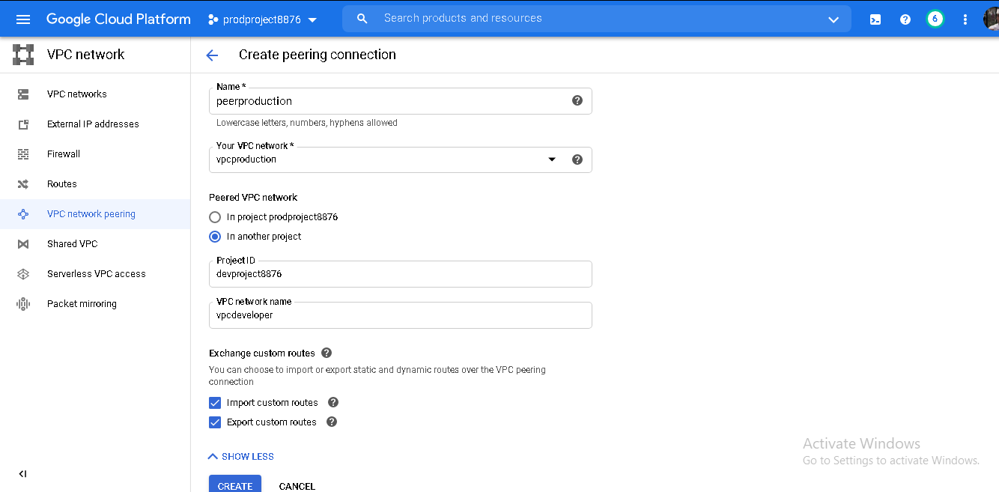 Google Cloud Platform
prodproject8876
Search products and resources
6
VPC network
Create peering connection
VPC networks
External IP addresses
Firewall
Routes
VPC network peering
Shared VPC
Serverless VPC access
Packet mirroring
Name *
peerproduction
Lowercase letters, numbers, hyphens allowed
Your VPC network *
vpcproduction
Peered VPC network
In project prodproject8876
In another project
Project ID
devproject8876
VPC network name
vpcdeveloper
Exchange custom routes
You can choose to import or export static and dynamic routes over the VPC peering
connection
Import custom routes
Export custom routes
SHOW LESS
CREATE
CANCEL
Activate Windows
Go to Settings to activate Windows.